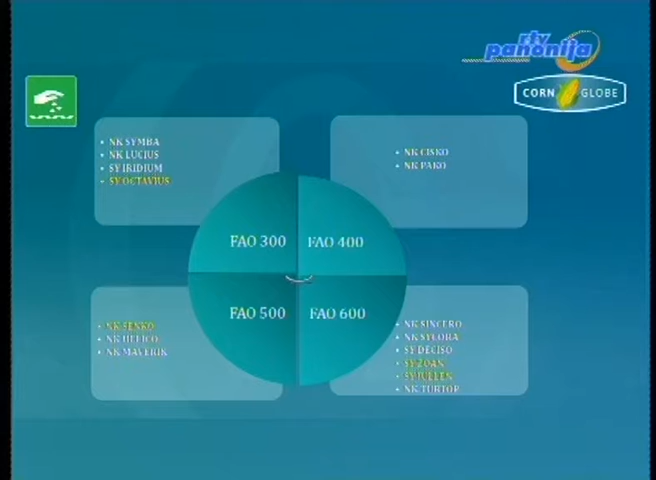 rtv
panonija
CORN GLOBE
NK SYMBA
NK LUCIUS
SY IRIDIUM
SY OCTAVIUS
NK CISKO
NK PAKO
FAO 300
FAO 400
FAO 500
FAO 600
NK SENKO
NK HELICO
NK MAVERIK
NK SINCERO
NK SYCORA
SY DECISO
SY ZOAN
SY JULLEN
NK TURTOP